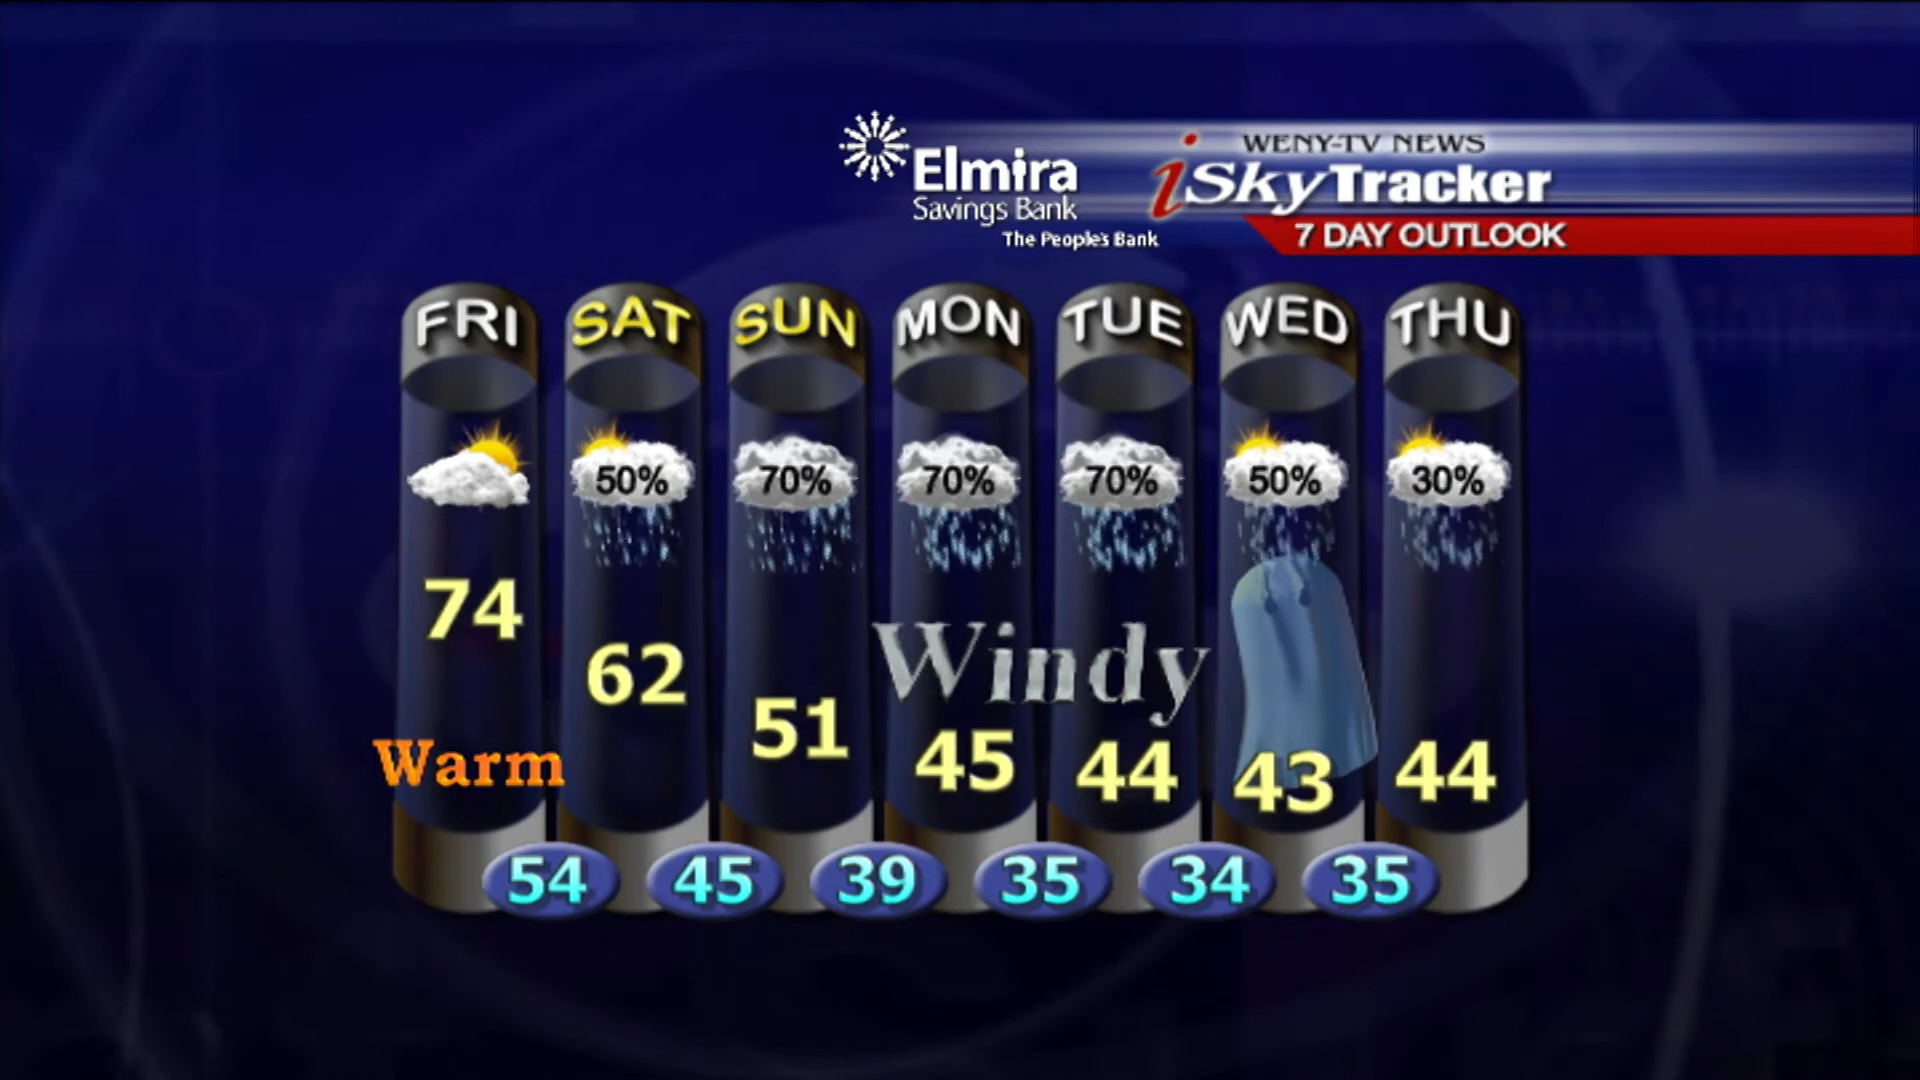 Elmira
Savings Bank
The People's Bank
WENY-TV NEWS
iSkyTracker
7 DAY OUTLOOK
FRI SAT SUN MON TUE WED THU
50% 70% 70% 70% 50% 30%
74 62 51 45 44 43 44
Windy
Warm
54 45 39 35 34 35